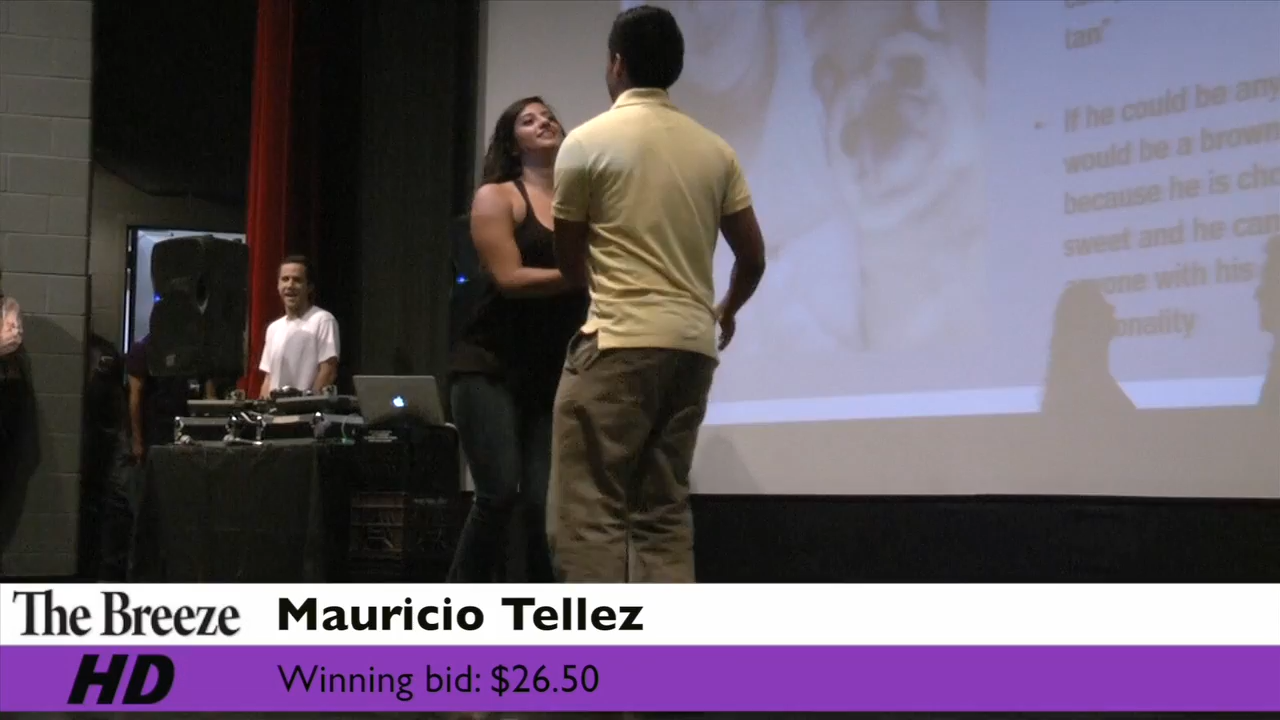 tan"
• If he could be any
would be a brown
because he is cho
sweet and he can
with his
onality
The Breeze
HD
Mauricio Tellez
Winning bid: $26.50